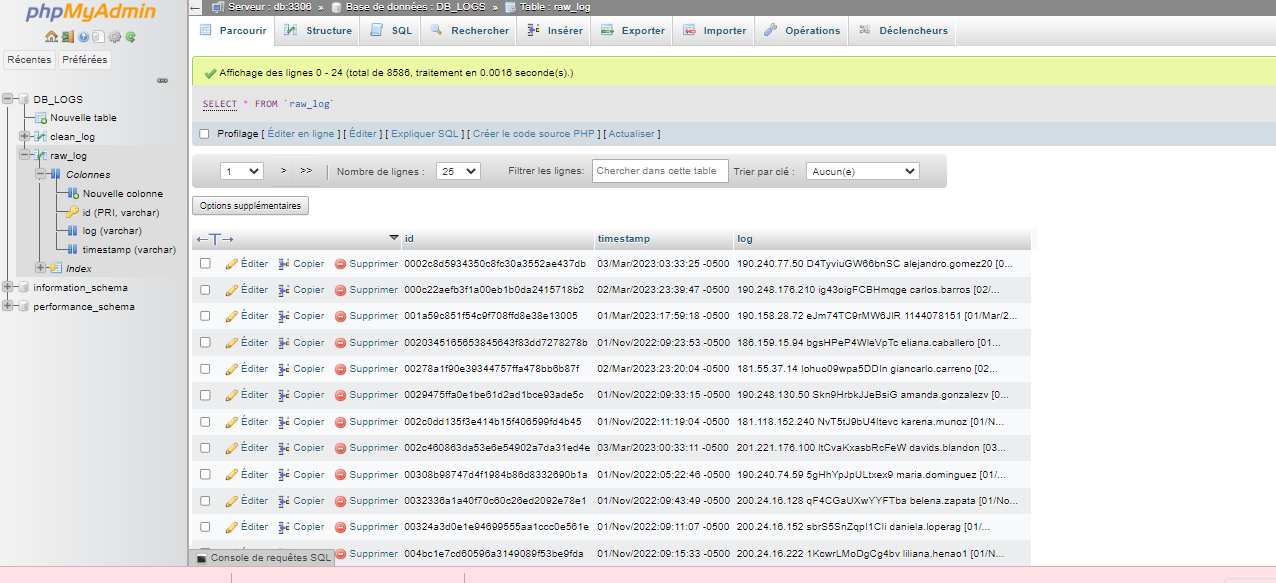 phpMyAdmin
Récentes Préférées
DB_LOGS
Nouvelle table
clean_log
raw_log
Colonnes
Nouvelle colonne
id (PRI, varchar)
log (varchar)
timestamp (varchar)
Index
information_schema
performance_schema
Serveur : db:3306 » Base de données : DB_LOGS » Table : raw_log
Parcourir Structure SQL Rechercher Insérer Exporter Importer Opérations Déclencheurs
Affichage des lignes 0 - 24 (total de 8586, traitement en 0.0016 seconde(s).)
SELECT * FROM `raw_log`
Profilage [ Éditer en ligne ] [ Éditer ] [ Expliquer SQL ] [ Créer le code source PHP ] [ Actualiser ]
1 > >> Nombre de lignes : 25 Filtrer les lignes: Chercher dans cette table Trier par clé : Aucun(e)
Options supplémentaires
←T→ id timestamp log
Éditer Copier Supprimer 0002c8d5934350c8fc30a3552ae437db 03/Mar/2023:03:33:25 -0500 190.240.77.50 D4TyviuGW66bnSC alejandro.gomez20 [0...
Éditer Copier Supprimer 000c22aefb3f1a00eb1b0da2415718b2 02/Mar/2023:23:39:47 -0500 190.248.176.210 ig43oigFCBHmqge carlos.barros [02/...
Éditer Copier Supprimer 001a59c851f54c9f708ffd8e38e13005 01/Mar/2023:17:59:18 -0500 190.158.28.72 eJm74TC9rMW6JIR 1144078151 [01/Mar/2...
Éditer Copier Supprimer 0020345165653845643f83dd7278278b 01/Nov/2022:09:23:53 -0500 186.159.15.94 bgsHPeP4WleVpTc eliana.caballero [01...
Éditer Copier Supprimer 00278a1f90e39344757ffa478bb6b87f 02/Mar/2023:23:20:04 -0500 181.55.37.14 lohuo09wpa5DDln giancarlo.carreno [02...
Éditer Copier Supprimer 0029475ffa0e1be61d2ad1bce93ade5c 01/Nov/2022:09:33:15 -0500 190.248.130.50 Skn9HrbkJJeBsiG amanda.gonzalezv [0...
Éditer Copier Supprimer 002c0dd135f3e414b15f406599fd4b45 01/Nov/2022:11:19:04 -0500 181.118.152.240 NvT5tJ9bU4ltevc karena.munoz [01/N...
Éditer Copier Supprimer 002c460863da53e6e54902a7da31ed4e 03/Mar/2023:00:33:11 -0500 201.221.176.100 ltCvaKxasbRcFeW davids.blandon [03...
Éditer Copier Supprimer 00308b98747d4f1984b86d8332690b1a 01/Nov/2022:05:22:46 -0500 190.240.74.59 5gHhYpJpULtxex9 maria.dominguez [01/...
Éditer Copier Supprimer 0032336a1a40f70c60c26ed2092e78e1 01/Nov/2022:09:43:49 -0500 200.24.16.128 qF4CGaUXwYYFTba belena.zapata [01/No...
Éditer Copier Supprimer 00324a3d0e1e94699555aa1ccc0e561e 01/Nov/2022:09:11:07 -0500 200.24.16.152 sbrS5SnZqpI1Cli daniela.loperag [01/...
Supprimer 004bc1e7cd60596a3149089f53be9fda 01/Nov/2022:09:15:33 -0500 200.24.16.222 1KcwrLMoDgCg4bv liliana.henao1 [01/N...
Console de requêtes SQL